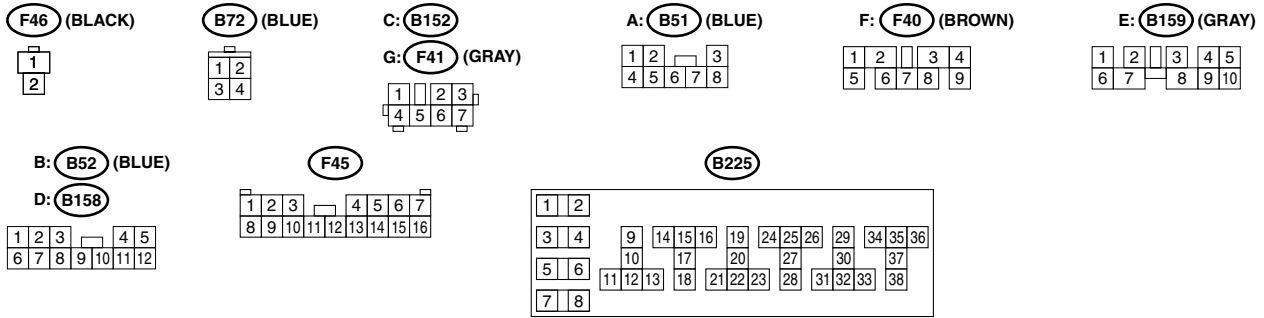 F46 (BLACK)
1
2
B72 (BLUE)
1 2
3 4
C: B152
G: F41 (GRAY)
1 2 3
4 5 6 7
A: B51 (BLUE)
1 2 3
4 5 6 7 8
F: F40 (BROWN)
1 2 3 4
5 6 7 8 9
E: B159 (GRAY)
1 2 3 4 5
6 7 8 9 10
B: B52 (BLUE)
D: B158
1 2 3 4 5
6 7 8 9 10 11 12
F45
1 2 3 4 5 6 7
8 9 10 11 12 13 14 15 16
B225
1 2
3 4 9 14 15 16 19 24 25 26 29 34 35 36
10 17 20 27 30 37
5 6 11 12 13 18 21 22 23 28 31 32 33 38
7 8